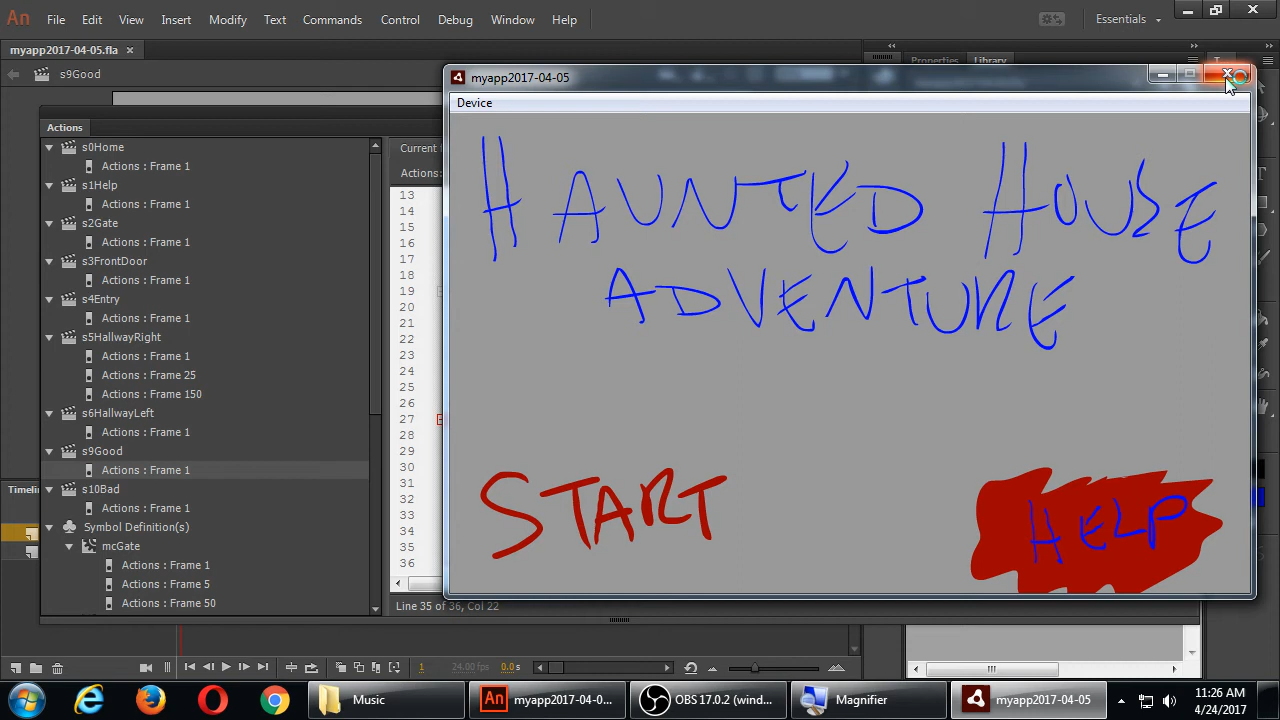 An File Edit View Insert Modify Text Commands Control Debug Window Help Essentials
myapp2017-04-05.fla ×
s9Good
Properties Library
myapp2017-04-05
Device
Actions
s0Home
Actions : Frame 1
s1Help
Actions : Frame 1
s2Gate
Actions : Frame 1
s3FrontDoor
Actions : Frame 1
s4Entry
Actions : Frame 1
s5HallwayRight
Actions : Frame 1
Actions : Frame 25
Actions : Frame 150
s6HallwayLeft
Actions : Frame 1
s9Good
Actions : Frame 1
s10Bad
Actions : Frame 1
Symbol Definition(s)
mcGate
Actions : Frame 1
Actions : Frame 5
Actions : Frame 50
Current
Actions:
13
14
15
16
17
18
19
20
21
22
23
24
25
26
27
28
29
30
31
32
33
34
35
36
Line 35 of 36, Col 22
HAUNTED HOUSE
ADVENTURE
START
HELP
Timeline
1 24.00 fps 0.0 s
Music
An myapp2017-04-0...
OBS 17.0.2 (wind...
Magnifier
myapp2017-04-05
11:26 AM
4/24/2017